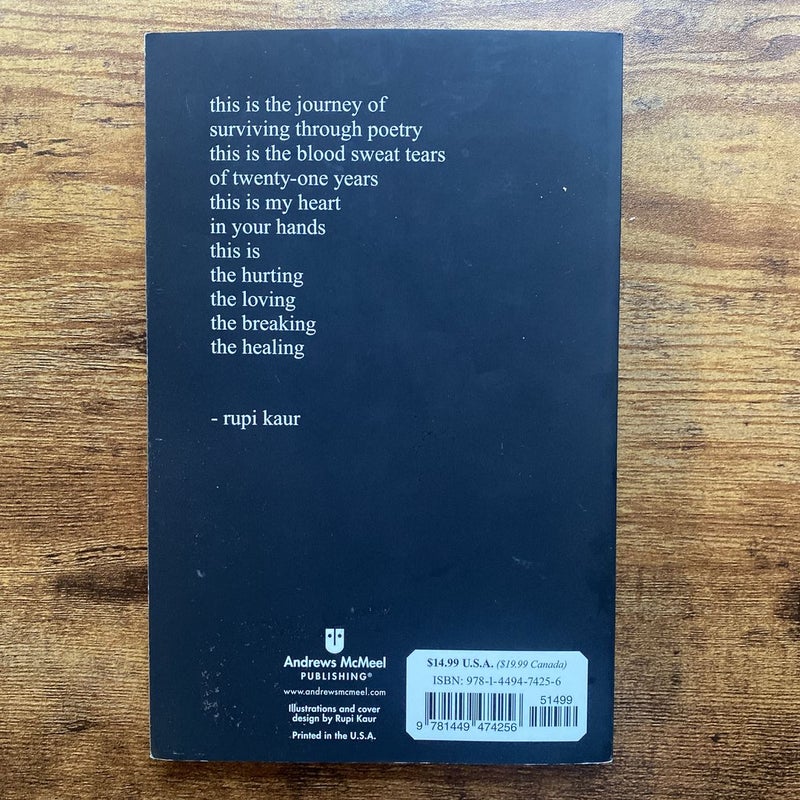 this is the journey of
surviving through poetry
this is the blood sweat tears
of twenty-one years
this is my heart
in your hands
this is
the hurting
the loving
the breaking
the healing
- rupi kaur
Andrews McMeel
PUBLISHING®
www.andrewsmcmeel.com
Illustrations and cover
design by Rupi Kaur
Printed in the U.S.A.
$14.99 U.S.A. ($19.99 Canada)
ISBN: 978-1-4494-7425-6
51499
9 781449 474256